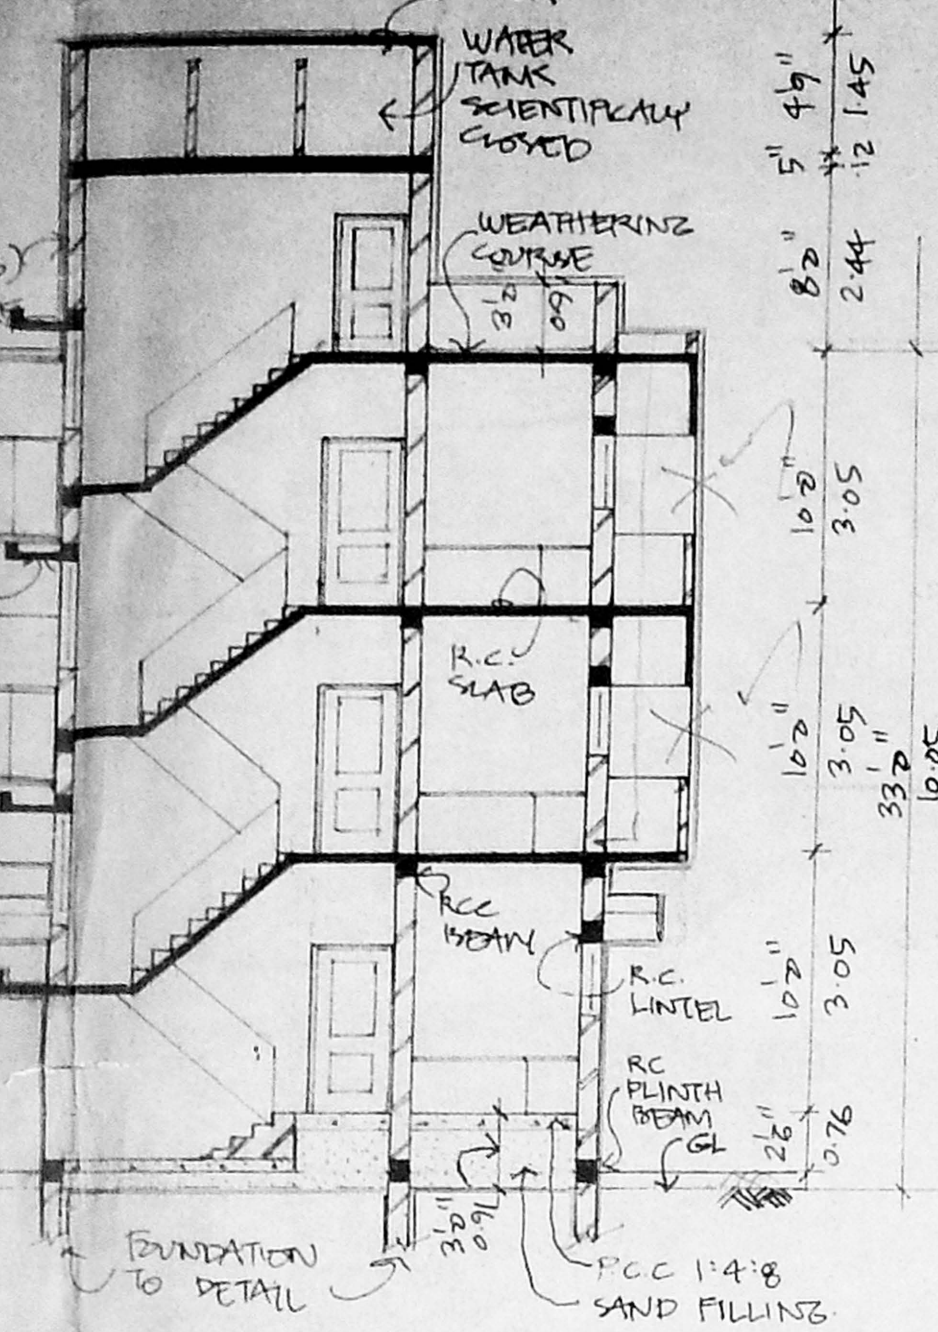 WATER
TANK
SCIENTIFICALLY
CLOSED
4'9"
1.45
5"
.12
WEATHERING
COURSE
3'0"
0.9
8'0"
2.44
10'0"
3.05
R.C.
SLAB
10'0"
3.05
33'0"
10.05
RCC
BEAM
R.C.
LINTEL
10'0"
3.05
RC
PLINTH
BEAM
GL
2'6"
0.76
3'0"
0.91
FOUNDATION
TO DETAIL
P.C.C 1:4:8
SAND FILLING